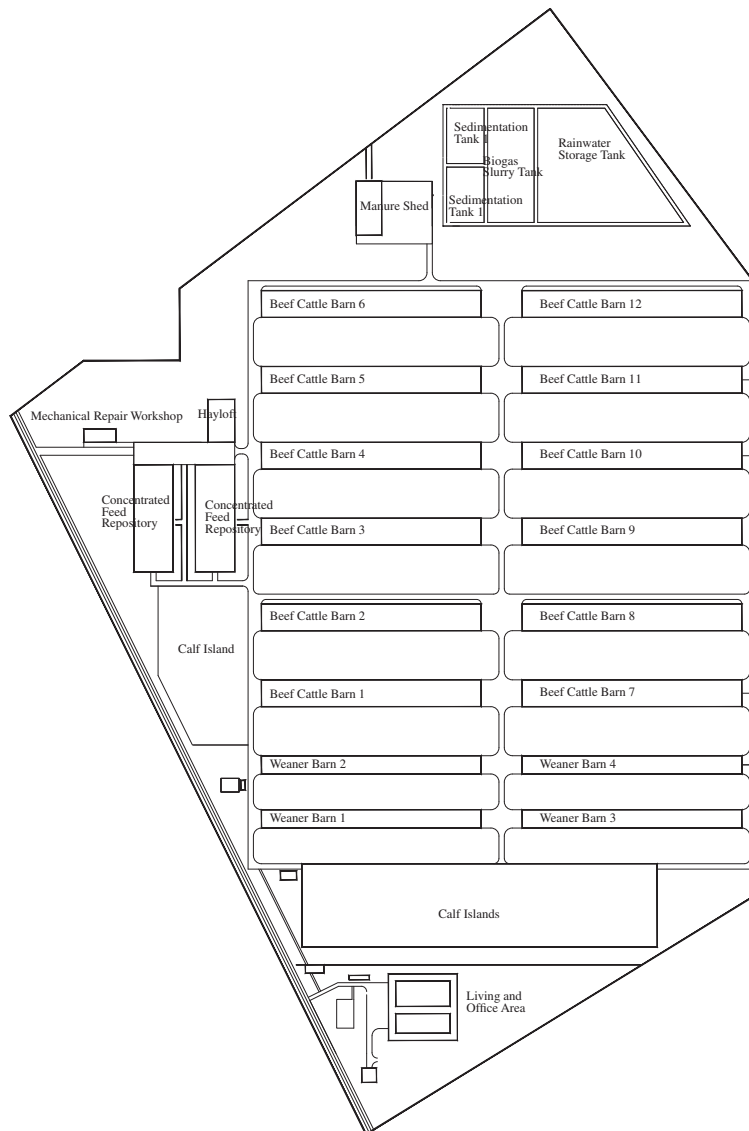 Sedimentation
Tank 1
Biogas
Slurry Tank
Rainwater
Storage Tank
Sedimentation
Tank 1
Manure Shed
Beef Cattle Barn 6
Beef Cattle Barn 12
Beef Cattle Barn 5
Beef Cattle Barn 11
Mechanical Repair Workshop
Hayloft
Beef Cattle Barn 4
Beef Cattle Barn 10
Concentrated
Feed
Repository
Concentrated
Feed
Repository
Beef Cattle Barn 3
Beef Cattle Barn 9
Beef Cattle Barn 2
Beef Cattle Barn 8
Calf Island
Beef Cattle Barn 1
Beef Cattle Barn 7
Weaner Barn 2
Weaner Barn 4
Weaner Barn 1
Weaner Barn 3
Calf Islands
Living and
Office Area